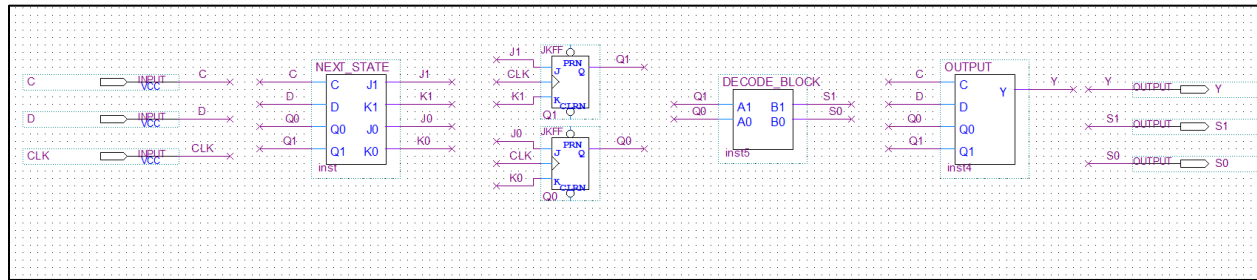 C INPUT VCC C
D INPUT VCC D
CLK INPUT VCC CLK
NEXT_STATE
C C J1 J1
D D K1 K1
Q0 Q0 J0 J0
Q1 Q1 K0 K0
inst
JKFF
J1 J PRN Q Q1
CLK
K1 K CLRN
Q1
JKFF
J0 J PRN Q Q0
CLK
K0 K CLRN
Q0
DECODE_BLOCK
Q1 A1 B1 S1
Q0 A0 B0 S0
inst5
OUTPUT
C C Y Y
D D
Q0 Q0
Q1 Q1
inst4
Y OUTPUT Y
S1 OUTPUT S1
S0 OUTPUT S0